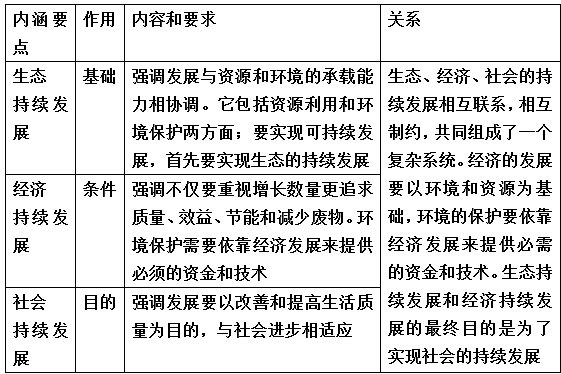 内涵要点
作用
内容和要求
关系
生态
持续发
展
基础
强调发展与资源和环境的承载能
力相协调。它包括资源利用和环
境保护两方面；要实现可持续发
展，首先要实现生态的持续发展
生态、经济、社会的持
续发展相互联系，相互
制约，共同组成了一个
复杂系统。经济的发展
要以环境和资源为基
础，环境的保护要依靠
经济发展来提供必需
的资金和技术。生态持
续发展和经济持续发
展的最终目的是为了
实现社会的持续发展
经济
持续发
展
条件
强调不仅要重视增长数量更追求
质量、效益、节能和减少废物。环
境保护需要依靠经济发展来提供
必须的资金和技术
社会
持续发
展
目的
强调发展要以改善和提高生活质
量为目的，与社会进步相适应